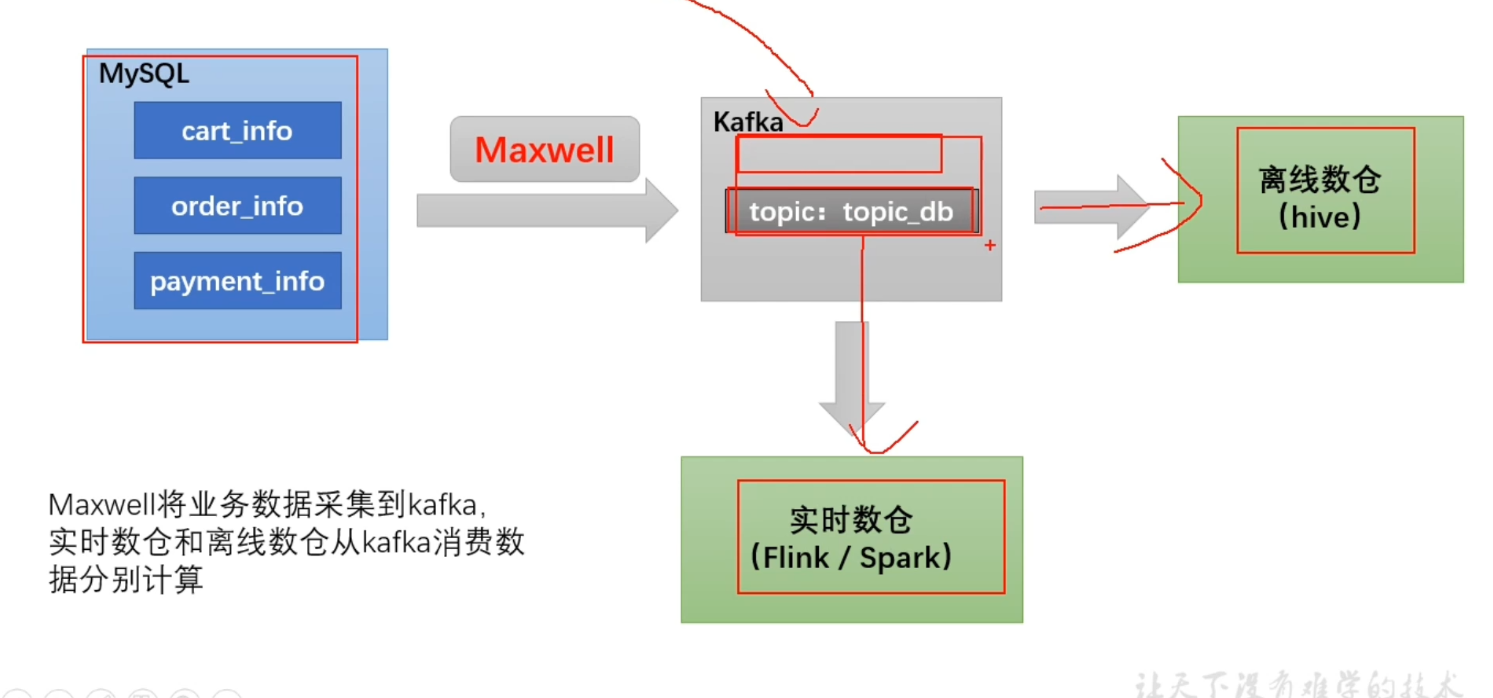 MySQL
cart_info
order_info
payment_info
Maxwell
Kafka
topic：topic_db
离线数仓
（hive）
实时数仓
（Flink / Spark）
Maxwell将业务数据采集到kafka，
实时数仓和离线数仓从kafka消费数
据分别计算
让天下没有难学的技术